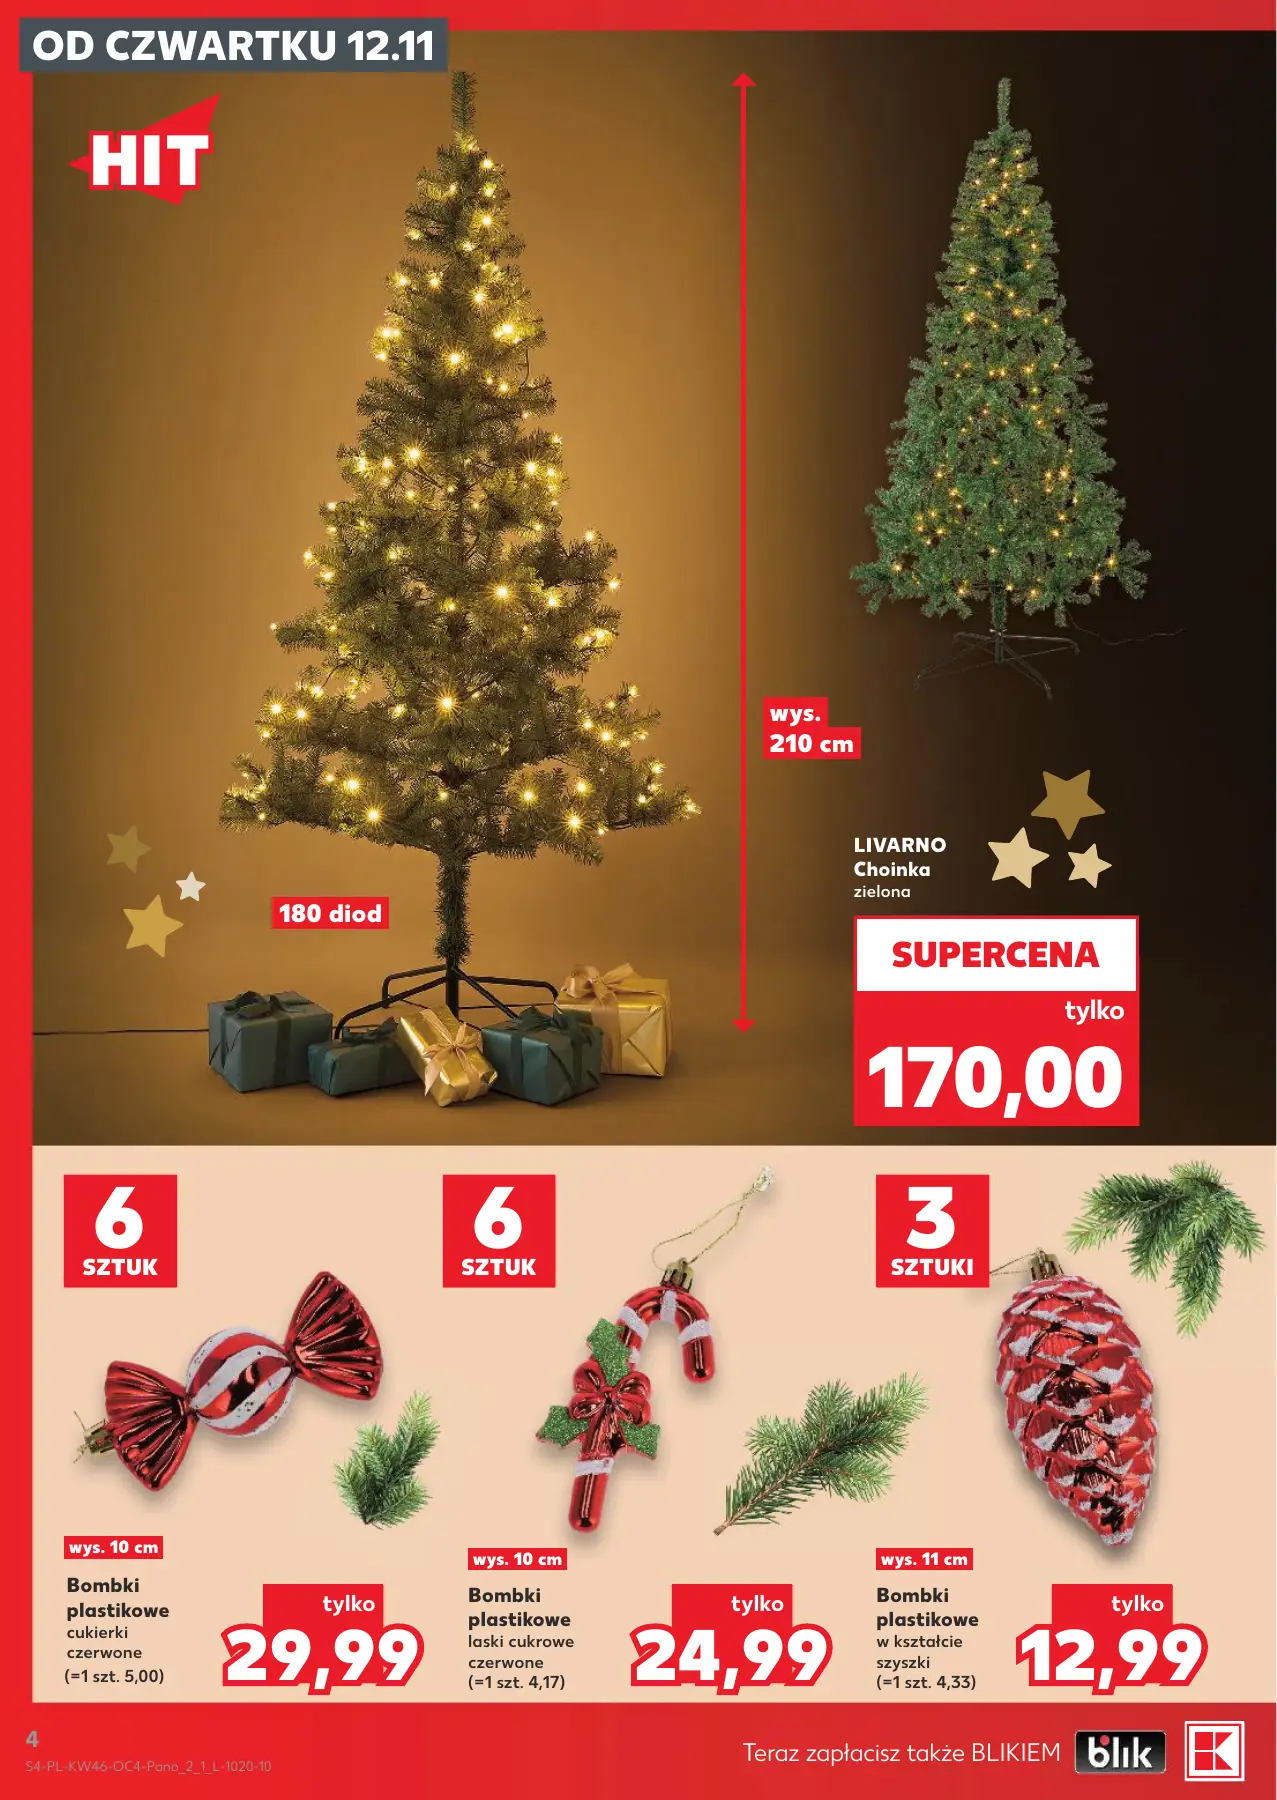 OD CZWARTKU 12.11
HIT
wys.
210 cm
LIVARNO
Choinka
zielona
180 diod
SUPERCENA
tylko
170,00
6
SZTUK
6
SZTUK
3
SZTUKI
wys. 10 cm
Bombki
plastikowe
cukierki
czerwone
(=1 szt. 5,00)
tylko
29,99
wys. 10 cm
Bombki
plastikowe
laski cukrowe
czerwone
(=1 szt. 4,17)
tylko
24,99
wys. 11 cm
Bombki
plastikowe
w kształcie
szyszki
(=1 szt. 4,33)
tylko
12,99
4
S4-PL-KW46-OC4-Pano_2_1_L-1020-10
Teraz zapłacisz także BLIKIEM
blik
K